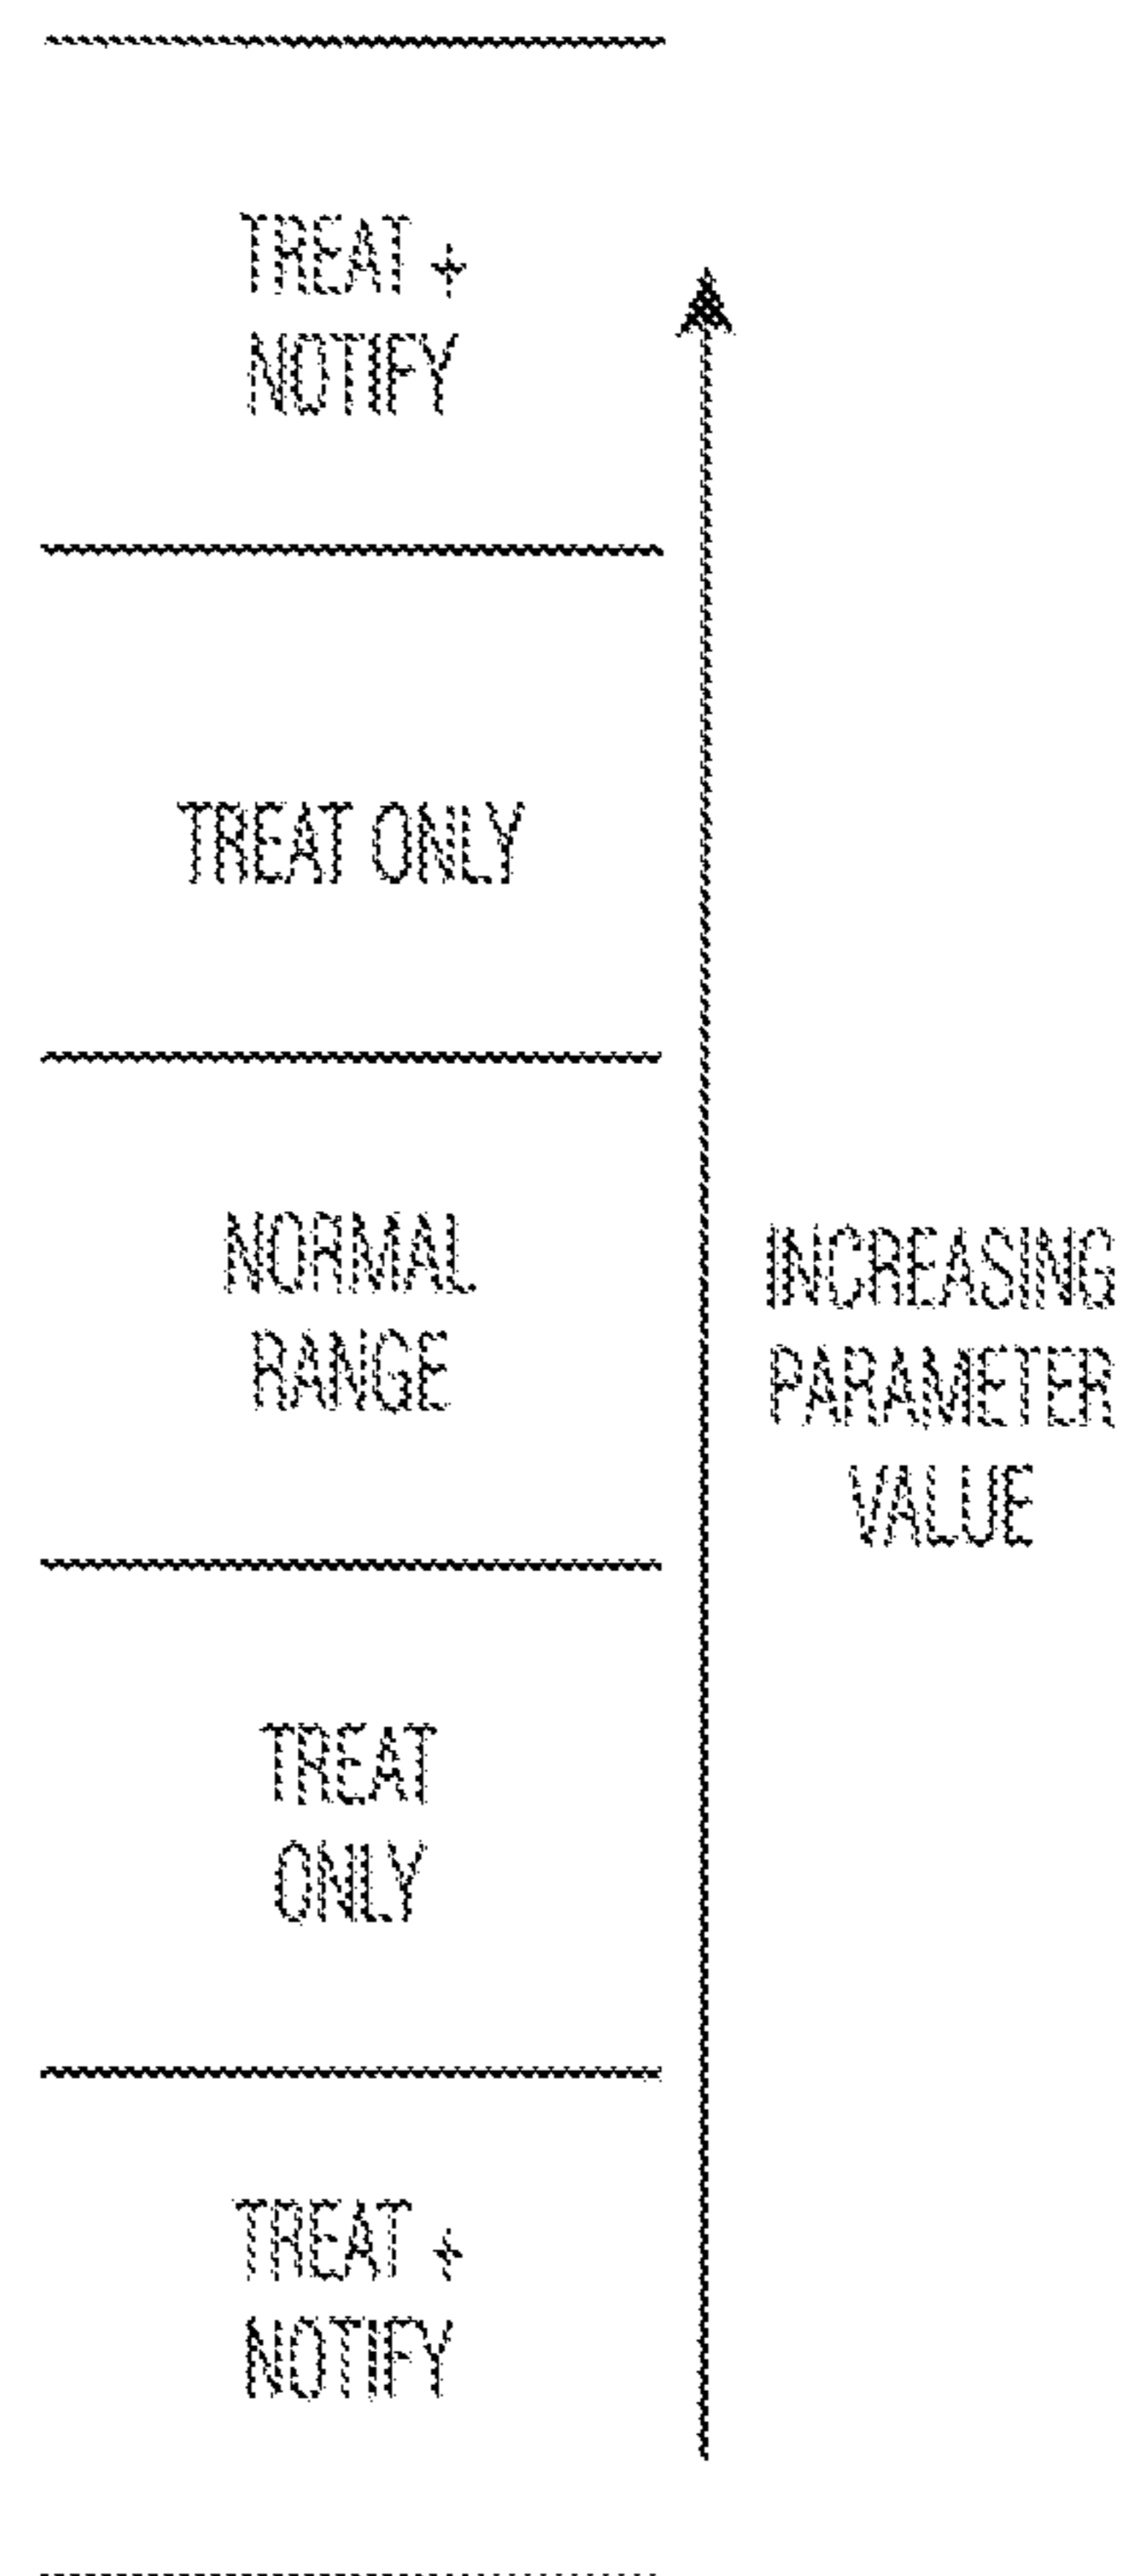 TREAT +
NOTIFY
TREAT ONLY
NORMAL
RANGE
INCREASING
PARAMETER
VALUE
TREAT
ONLY
TREAT +
NOTIFY